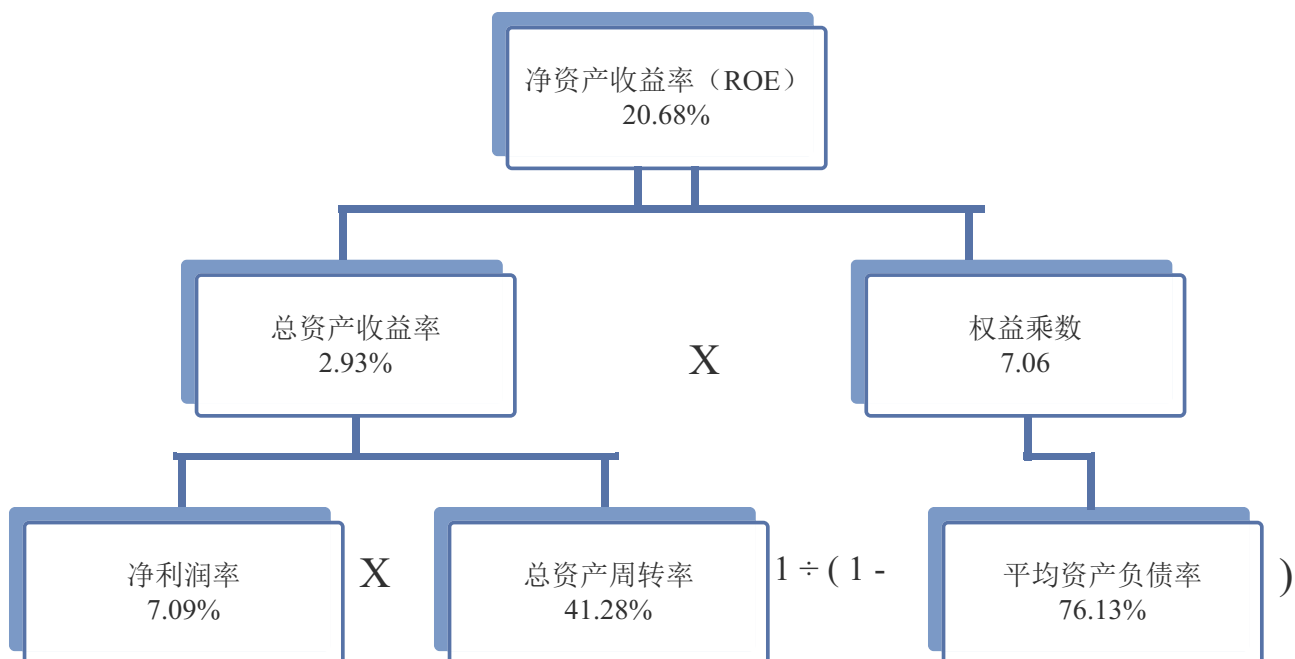 净资产收益率（ROE）
20.68%
总资产收益率
2.93%
X
权益乘数
7.06
净利润率
7.09%
X
总资产周转率
41.28%
1 ÷ ( 1 -
平均资产负债率
76.13%
)